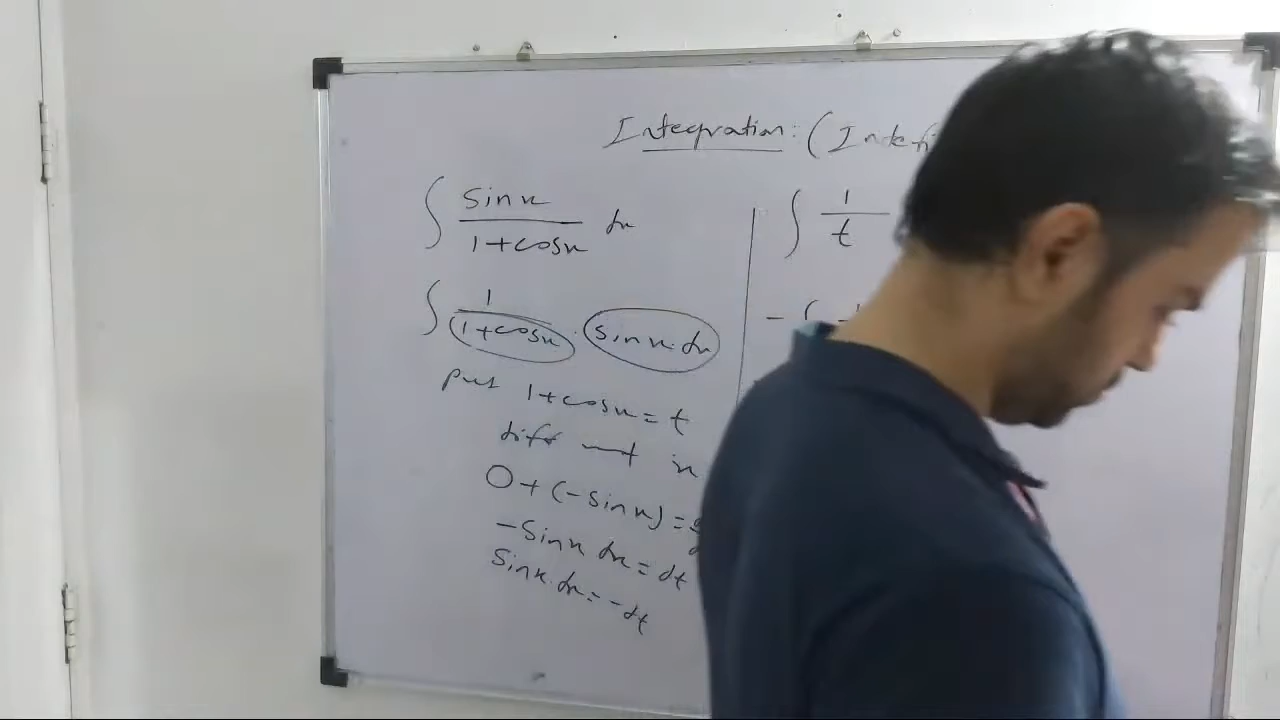 Integration: (Indefi
∫ sinx / 1+cosx dx
∫ 1 / 1+cosx . sinx.dx
put 1+cosx = t
diff wrt x
0+(-sinx) =
-sinx dx = dt
sinx.dx = -dt
∫ 1 / t
- ∫